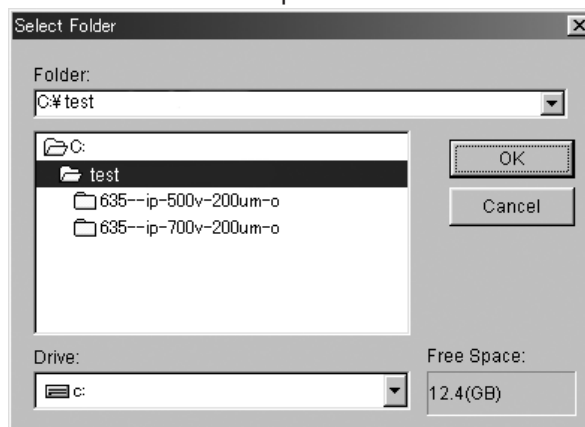 Select Folder
Folder:
C:¥ test
C:
test
635--ip-500v-200um-o
635--ip-700v-200um-o
OK
Cancel
Drive:
c:
Free Space:
12.4(GB)